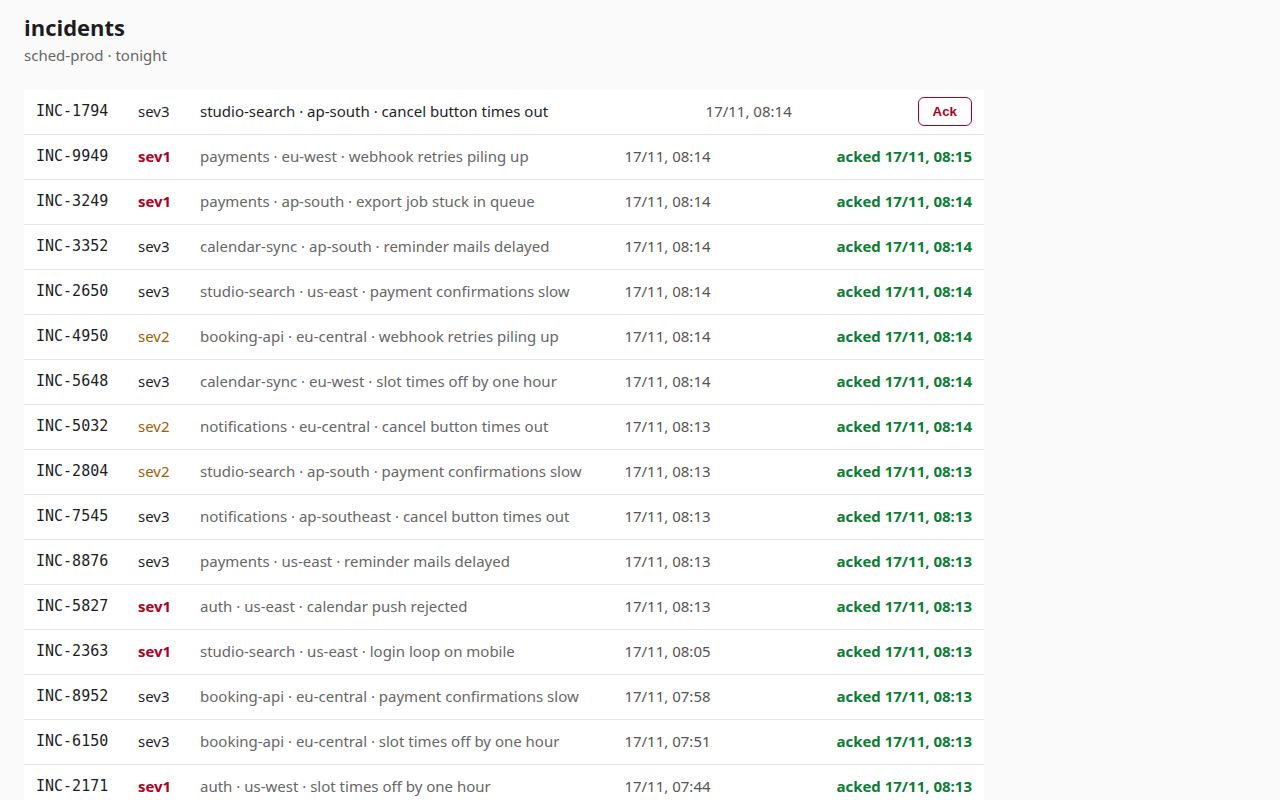 incidents
sched-prod · tonight
INC-1794 sev3 studio-search · ap-south · cancel button times out 17/11, 08:14 Ack
INC-9949 sev1 payments · eu-west · webhook retries piling up 17/11, 08:14 acked 17/11, 08:15
INC-3249 sev1 payments · ap-south · export job stuck in queue 17/11, 08:14 acked 17/11, 08:14
INC-3352 sev3 calendar-sync · ap-south · reminder mails delayed 17/11, 08:14 acked 17/11, 08:14
INC-2650 sev3 studio-search · us-east · payment confirmations slow 17/11, 08:14 acked 17/11, 08:14
INC-4950 sev2 booking-api · eu-central · webhook retries piling up 17/11, 08:14 acked 17/11, 08:14
INC-5648 sev3 calendar-sync · eu-west · slot times off by one hour 17/11, 08:14 acked 17/11, 08:14
INC-5032 sev2 notifications · eu-central · cancel button times out 17/11, 08:13 acked 17/11, 08:14
INC-2804 sev2 studio-search · ap-south · payment confirmations slow 17/11, 08:13 acked 17/11, 08:13
INC-7545 sev3 notifications · ap-southeast · cancel button times out 17/11, 08:13 acked 17/11, 08:13
INC-8876 sev3 payments · us-east · reminder mails delayed 17/11, 08:13 acked 17/11, 08:13
INC-5827 sev1 auth · us-east · calendar push rejected 17/11, 08:13 acked 17/11, 08:13
INC-2363 sev1 studio-search · us-east · login loop on mobile 17/11, 08:05 acked 17/11, 08:13
INC-8952 sev3 booking-api · eu-central · payment confirmations slow 17/11, 07:58 acked 17/11, 08:13
INC-6150 sev3 booking-api · eu-central · slot times off by one hour 17/11, 07:51 acked 17/11, 08:13
INC-2171 sev1 auth · us-west · slot times off by one hour 17/11, 07:44 acked 17/11, 08:13